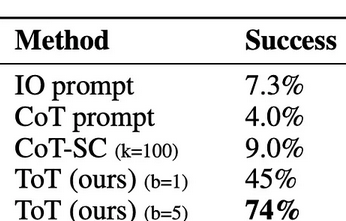 Method Success
IO prompt 7.3%
CoT prompt 4.0%
CoT-SC (k=100) 9.0%
ToT (ours) (b=1) 45%
ToT (ours) (b=5) 74%